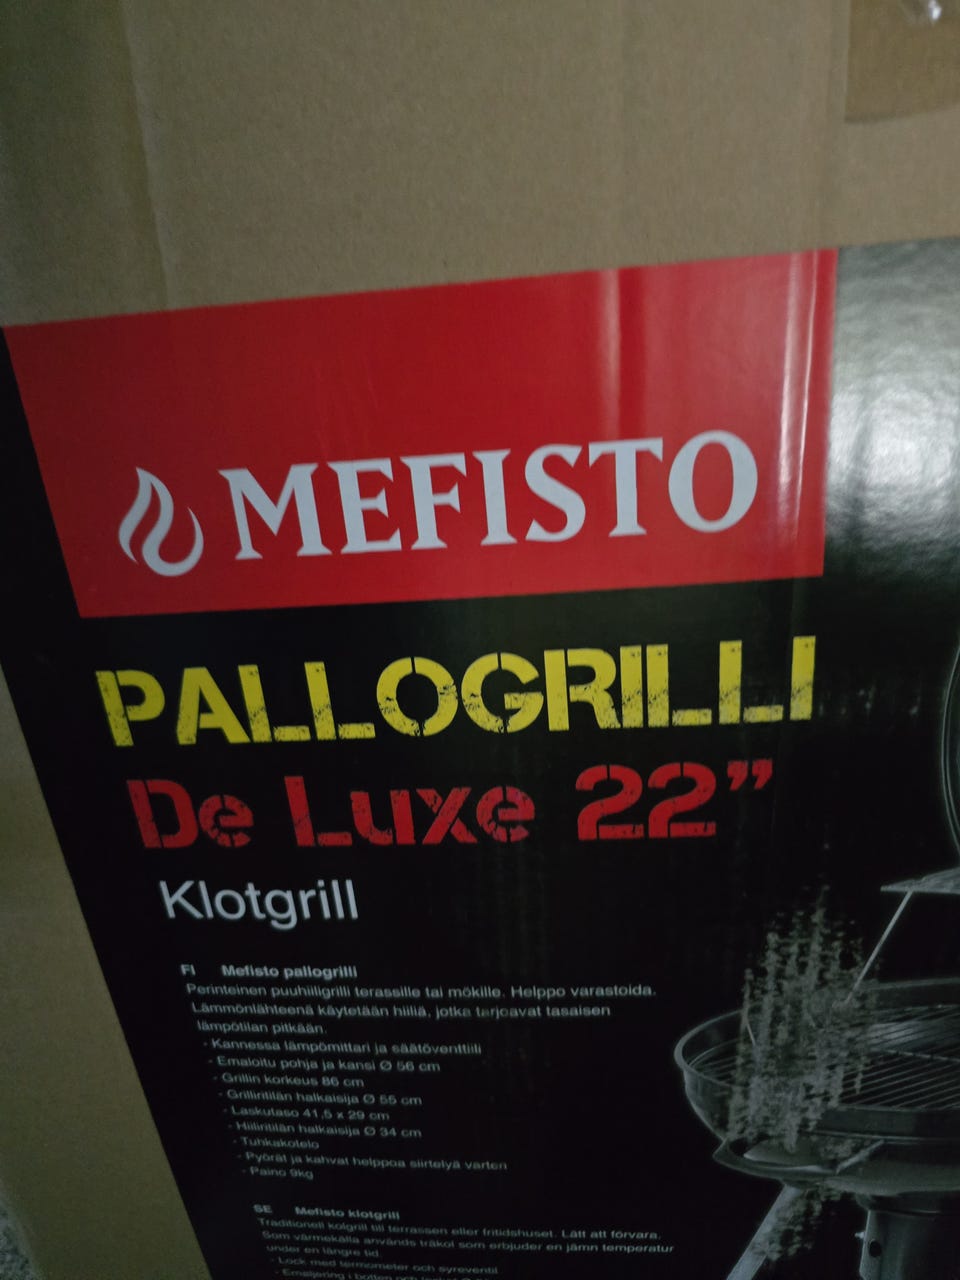 MEFISTO
PALLOGRILLI
De Luxe 22”
Klotgrill
FI Mefisto pallogrilli
Perinteinen puuhiiligrilli terassille tai mökille. Helppo varastoida.
Lämmönlähteenä käytetään hiiliä, jotka tarjoavat tasaisen
lämpötilan pitkään.
- Kannessa lämpömittari ja säätöventtiili
- Emaloitu pohja ja kansi Ø 56 cm
- Grillin korkeus 86 cm
- Grilliritilän halkaisija Ø 55 cm
- Laskutaso 41,5 x 29 cm
- Hiiliritilän halkaisija Ø 34 cm
- Tuhkakotelo
- Pyörät ja kahvat helppoa siirtelyä varten
- Paino 9kg
SE Mefisto klotgrill
Traditionell kolgrill till terrassen eller fritidshuset. Lätt att förvara.
Som värmekälla används träkol som erbjuder en jämn temperatur
under en längre tid.
- Lock med termometer och syreventil
- Emaljering i botten och